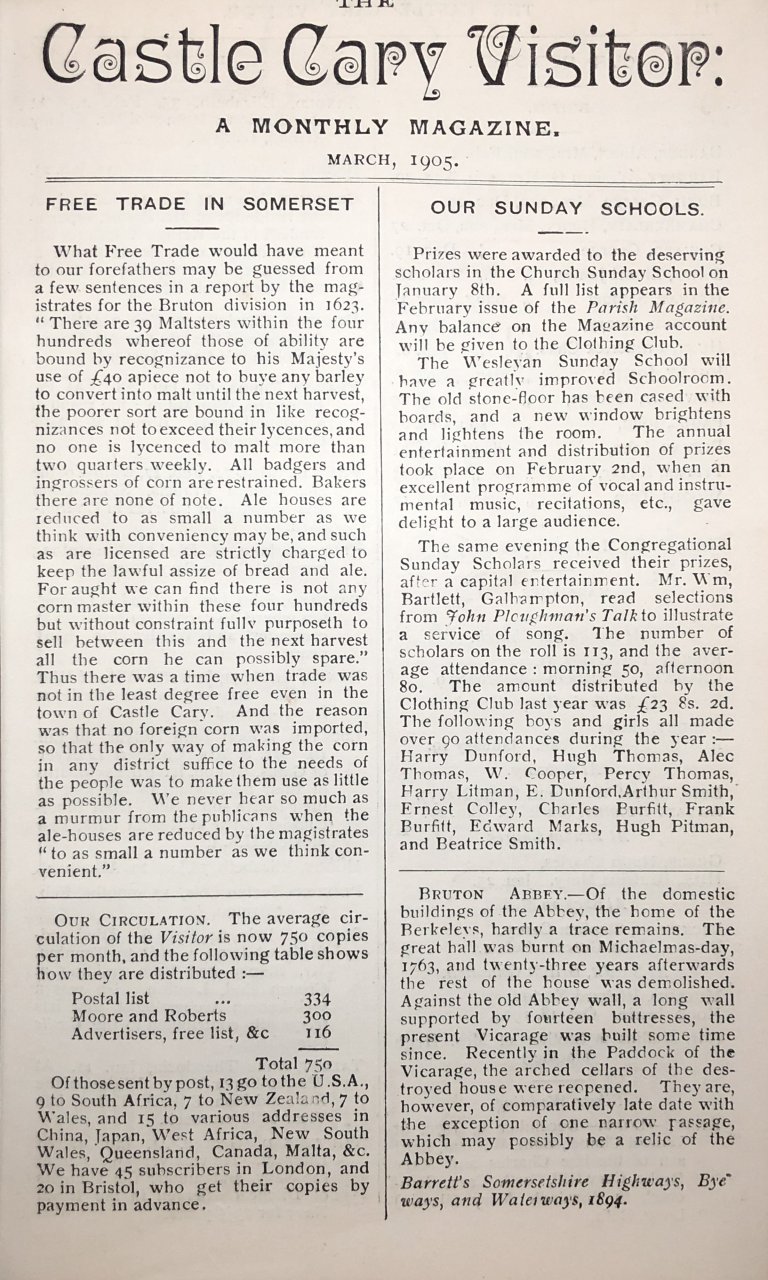 THE
Castle Cary Visitor:
A MONTHLY MAGAZINE.
MARCH, 1905.
FREE TRADE IN SOMERSET
What Free Trade would have meant
to our forefathers may be guessed from
a few sentences in a report by the mag-
istrates for the Bruton division in 1623.
" There are 39 Maltsters within the four
hundreds whereof those of ability are
bound by recognizance to his Majesty's
use of £40 apiece not to buye any barley
to convert into malt until the next harvest,
the poorer sort are bound in like recog-
nizances not to exceed their lycences, and
no one is lycenced to malt more than
two quarters weekly. All badgers and
ingrossers of corn are restrained. Bakers
there are none of note. Ale houses are
reduced to as small a number as we
think with conveniency may be, and such
as are licensed are strictly charged to
keep the lawful assize of bread and ale.
For aught we can find there is not any
corn master within these four hundreds
but without constraint fully purposeth to
sell between this and the next harvest
all the corn he can possibly spare."
Thus there was a time when trade was
not in the least degree free even in the
town of Castle Cary. And the reason
was that no foreign corn was imported,
so that the only way of making the corn
in any district suffice to the needs of
the people was to make them use as little
as possible. We never hear so much as
a murmur from the publicans when the
ale-houses are reduced by the magistrates
" to as small a number as we think con-
venient."
OUR CIRCULATION. The average cir-
culation of the Visitor is now 750 copies
per month, and the following table shows
how they are distributed :—
Postal list ... 334
Moore and Roberts 300
Advertisers, free list, &c 116
Total 750
Of those sent by post, 13 go to the U.S.A.,
9 to South Africa, 7 to New Zealand, 7 to
Wales, and 15 to various addresses in
China, Japan, West Africa, New South
Wales, Queensland, Canada, Malta, &c.
We have 45 subscribers in London, and
20 in Bristol, who get their copies by
payment in advance.
OUR SUNDAY SCHOOLS.
Prizes were awarded to the deserving
scholars in the Church Sunday School on
January 8th. A full list appears in the
February issue of the Parish Magazine.
Any balance on the Magazine account
will be given to the Clothing Club.
The Wesleyan Sunday School will
have a greatly improved Schoolroom.
The old stone-floor has been cased with
boards, and a new window brightens
and lightens the room. The annual
entertainment and distribution of prizes
took place on February 2nd, when an
excellent programme of vocal and instru-
mental music, recitations, etc., gave
delight to a large audience.
The same evening the Congregational
Sunday Scholars received their prizes,
after a capital entertainment. Mr. Wm,
Bartlett, Galhampton, read selections
from John Ploughman's Talk to illustrate
a service of song. The number of
scholars on the roll is 113, and the aver-
age attendance : morning 50, afternoon
80. The amount distributed by the
Clothing Club last year was £23 8s. 2d.
The following boys and girls all made
over 90 attendances during the year :—
Harry Dunford, Hugh Thomas, Alec
Thomas, W. Cooper, Percy Thomas,
Harry Litman, E. Dunford, Arthur Smith,
Ernest Colley, Charles Burfitt, Frank
Burfitt, Edward Marks, Hugh Pitman,
and Beatrice Smith.
BRUTON ABBEY.—Of the domestic
buildings of the Abbey, the home of the
Berkeleys, hardly a trace remains. The
great hall was burnt on Michaelmas-day,
1763, and twenty-three years afterwards
the rest of the house was demolished.
Against the old Abbey wall, a long wall
supported by fourteen buttresses, the
present Vicarage was built some time
since. Recently in the Paddock of the
Vicarage, the arched cellars of the des-
troyed house were reopened. They are,
however, of comparatively late date with
the exception of one narrow passage,
which may possibly be a relic of the
Abbey.
Barrett's Somersetshire Highways, Bye-
ways, and Waterways, 1894.